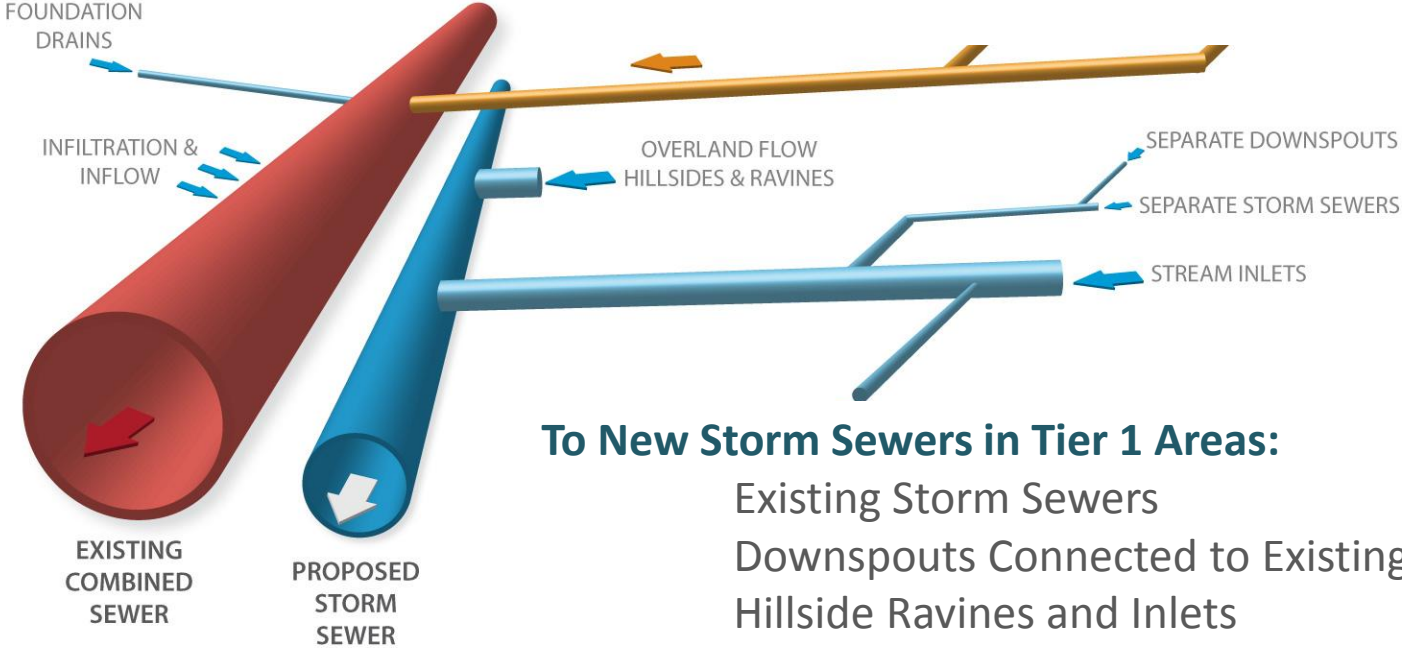 FOUNDATION
DRAINS
INFILTRATION &
INFLOW
OVERLAND FLOW
HILLSIDES & RAVINES
SEPARATE DOWNSPOUTS
SEPARATE STORM SEWERS
STREAM INLETS
To New Storm Sewers in Tier 1 Areas:
Existing Storm Sewers
Downspouts Connected to Existing
Hillside Ravines and Inlets
EXISTING
COMBINED
SEWER
PROPOSED
STORM
SEWER